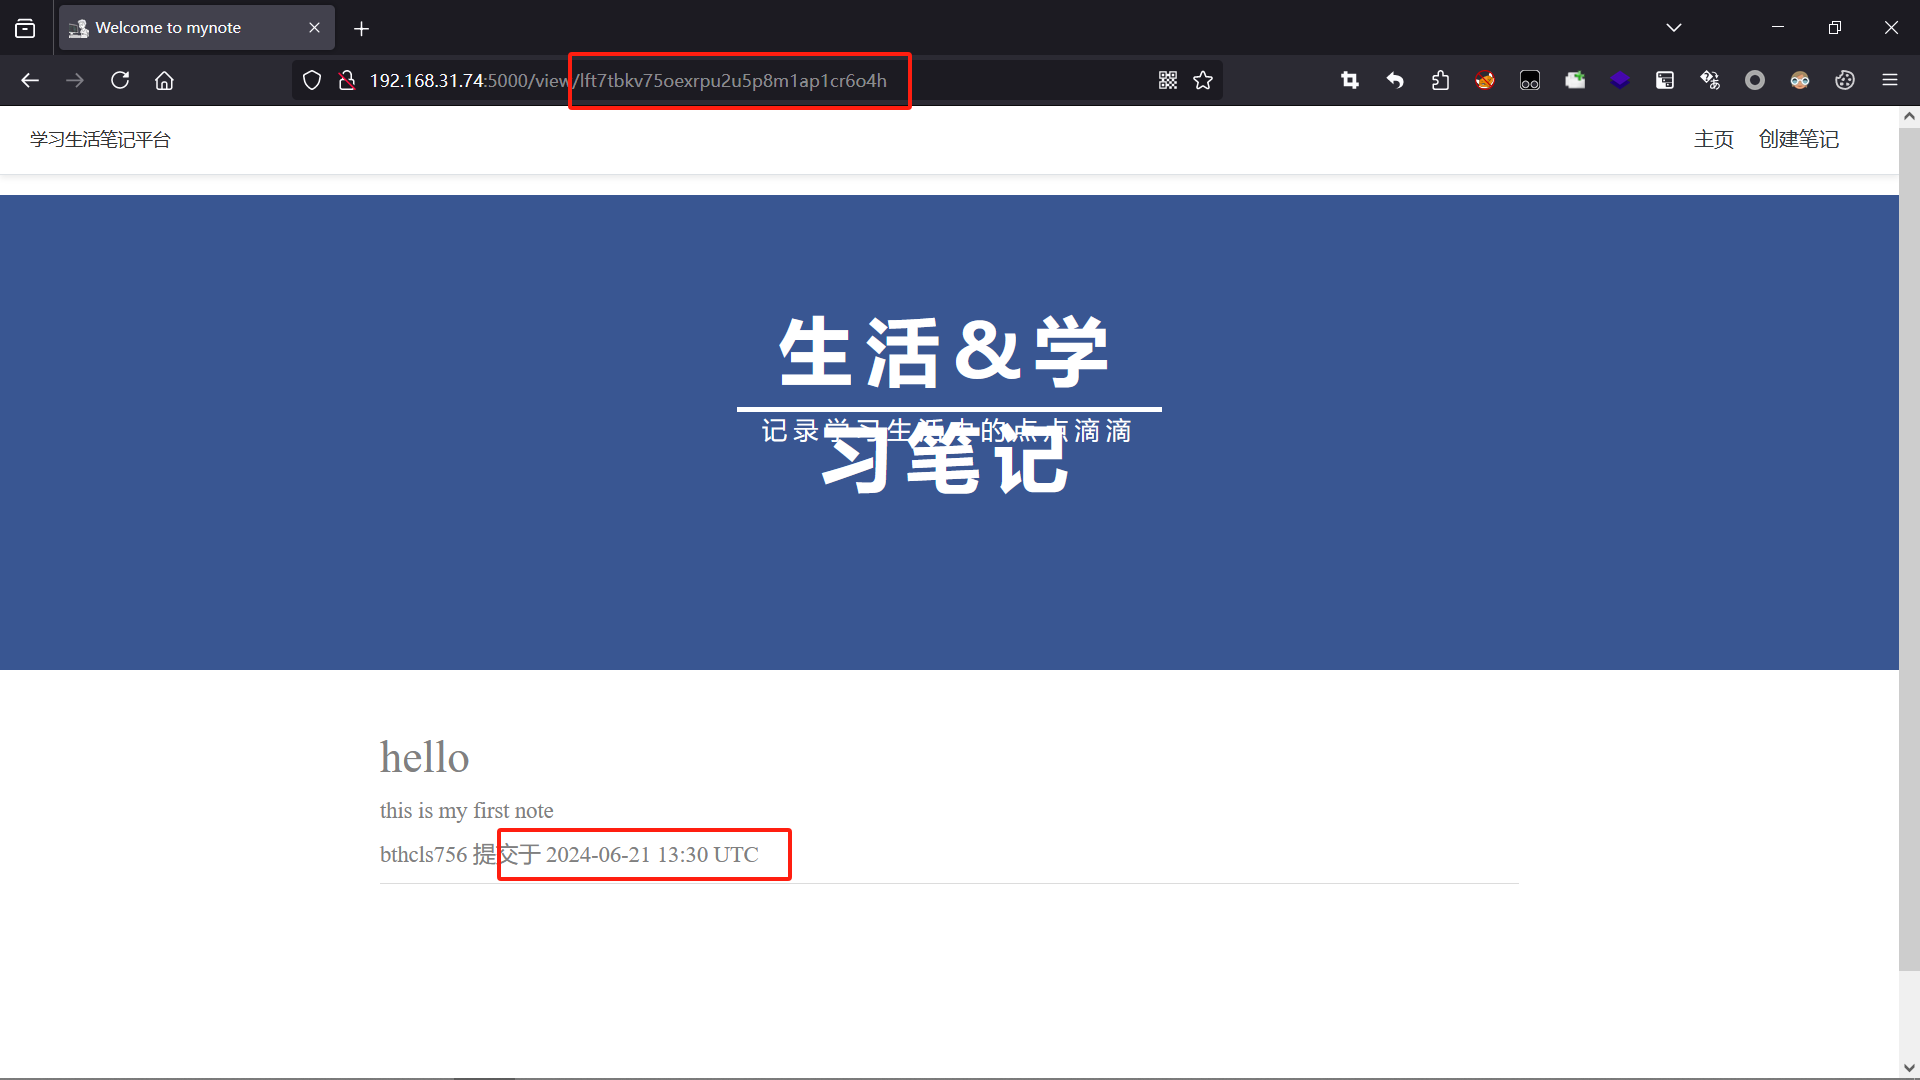 Welcome to mynote
192.168.31.74:5000/view/lft7tbkv75oexrpu2u5p8m1ap1cr6o4h
学习生活笔记平台
主页 创建笔记
生活&学
习笔记
记录学习生活中的点点滴滴
hello
this is my first note
bthcls756 提交于 2024-06-21 13:30 UTC